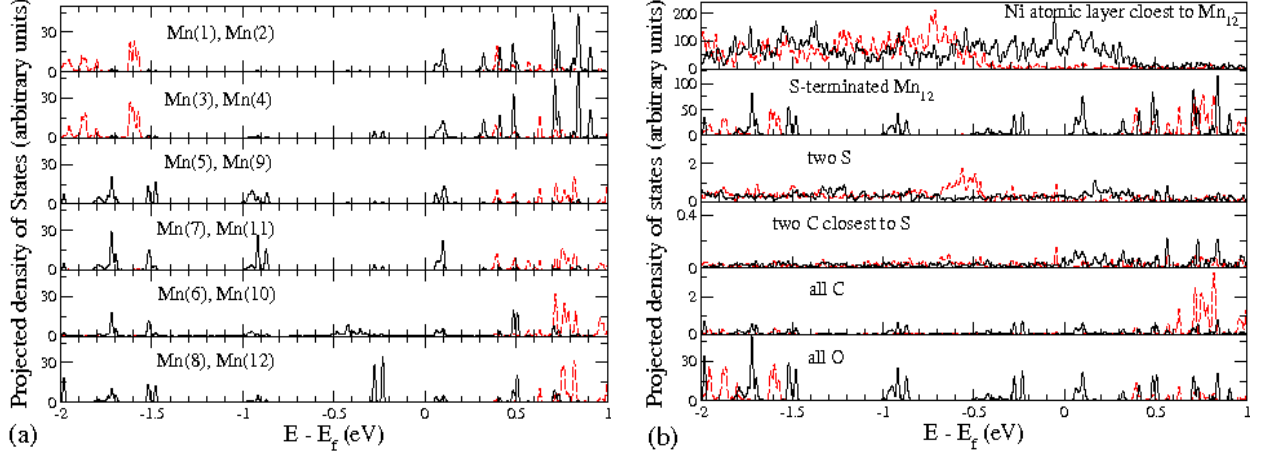 Projected density of States (arbitrary units)
Mn(1), Mn(2)
30
0
Mn(3), Mn(4)
30
0
Mn(5), Mn(9)
30
0
Mn(7), Mn(11)
30
0
Mn(6), Mn(10)
30
0
Mn(8), Mn(12)
30
0
-2 -1.5 -1 -0.5 0 0.5 1
E - E_f (eV)
(a)
Projected density of states (arbitrary units)
Ni atomic layer cloest to Mn_12
200
100
0
S-terminated Mn_12
100
50
0
two S
2
0
two C closest to S
0.4
0
all C
2
0
all O
30
0
-2 -1.5 -1 -0.5 0 0.5 1
E - E_f (eV)
(b)